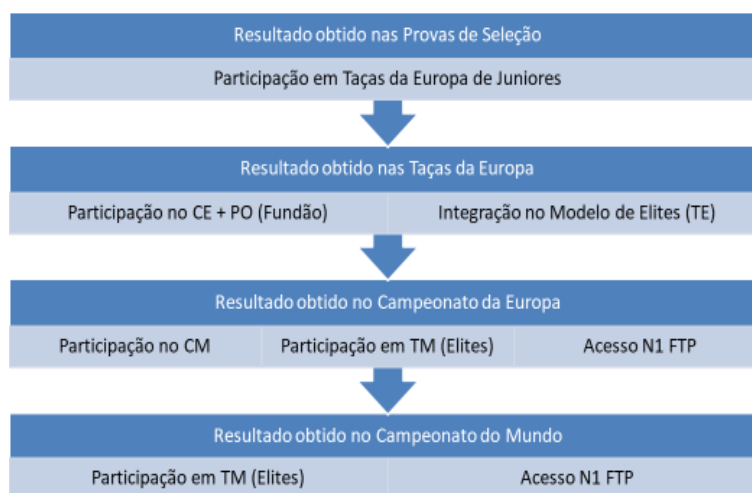 Resultado obtido nas Provas de Seleção
Participação em Taças da Europa de Juniores
Resultado obtido nas Taças da Europa
Participação no CE + PO (Fundão)
Integração no Modelo de Elites (TE)
Resultado obtido no Campeonato da Europa
Participação no CM
Participação em TM (Elites)
Acesso N1 FTP
Resultado obtido no Campeonato do Mundo
Participação em TM (Elites)
Acesso N1 FTP